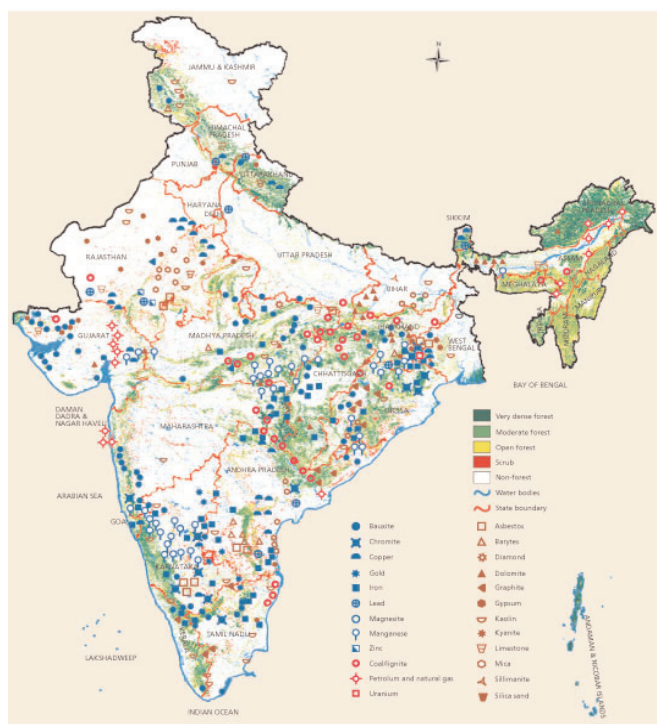 N
JAMMU & KASHMIR
HIMACHAL
PRADESH
PUNJAB
UTTARAKHAND
HARYANA
DELHI
SIKKIM
RAJASTHAN
UTTAR PRADESH
ASSAM
MEGHALAYA
BIHAR
GUJARAT
MADHYA PRADESH
JHARKHAND
WEST
BENGAL
MIZORAM
CHHATTISGARH
BAY OF BENGAL
DAMAN
DADRA &
NAGAR HAVELI
MAHARASHTRA
ORISSA
ANDHRA PRADESH
ARABIAN SEA
GOA
KARNATAKA
TAMIL NADU
KERALA
LAKSHADWEEP
INDIAN OCEAN
ANDAMAN & NICOBAR ISLANDS
Very dense forest
Moderate forest
Open forest
Scrub
Non-forest
Water bodies
State boundary
Bauxite
Chromite
Copper
Gold
Iron
Lead
Magnesite
Manganese
Zinc
Coal/lignite
Petrolium and natural gas
Uranium
Asbestos
Barytes
Diamond
Dolomite
Graphite
Gypsum
Kaolin
Kyanite
Limestone
Mica
Sillimanite
Silica sand